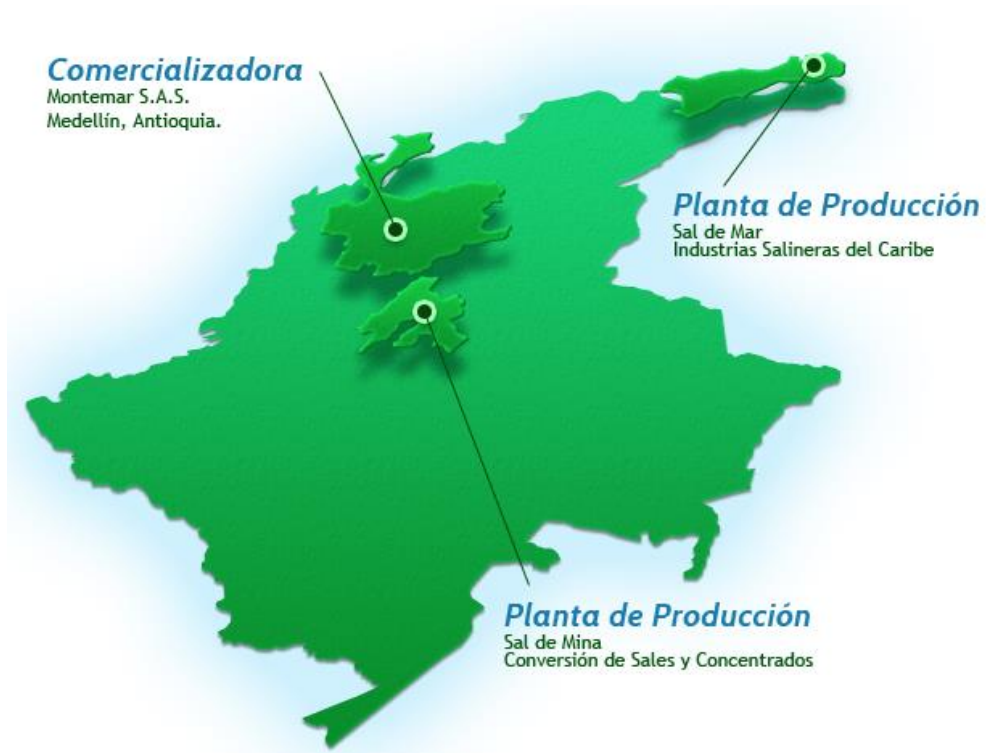 Comercializadora
Montemar S.A.S.
Medellín, Antioquia.
Planta de Producción
Sal de Mar
Industrias Salineras del Caribe
Planta de Producción
Sal de Mina
Conversión de Sales y Concentrados